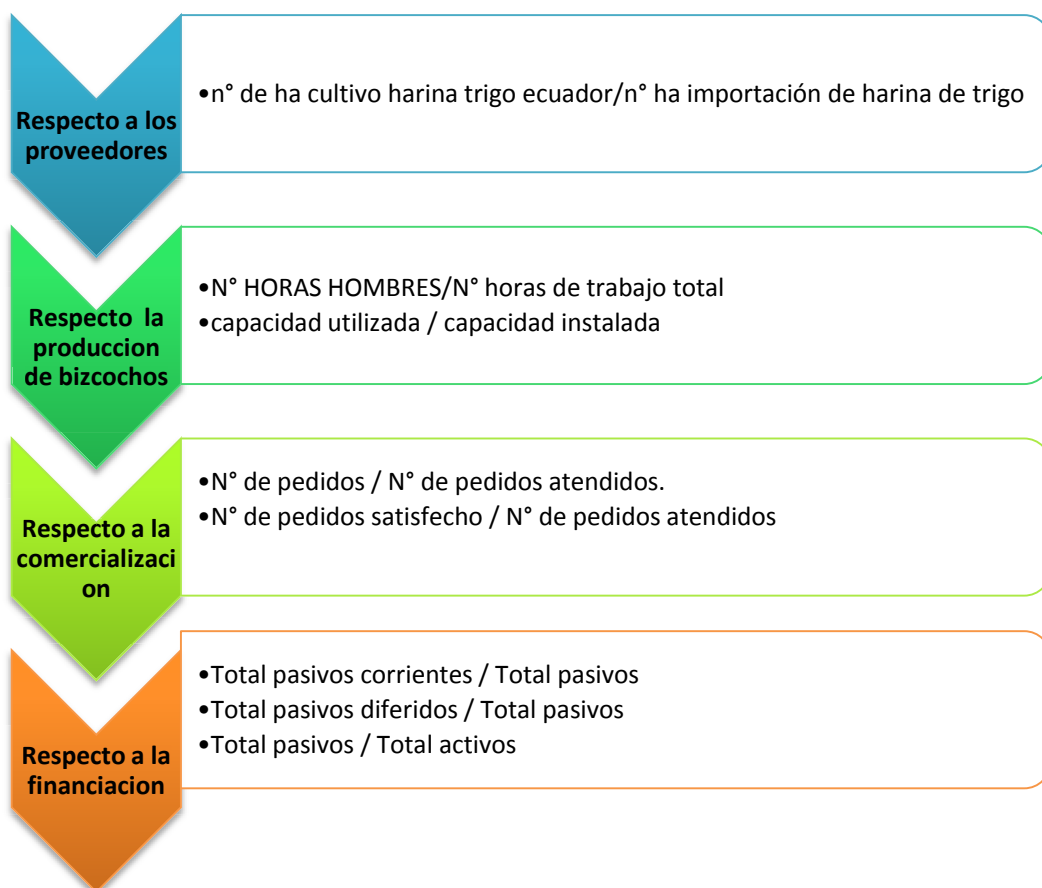 Respecto a los
proveedores
•n° de ha cultivo harina trigo ecuador/n° ha importación de harina de trigo
Respecto la
produccion
de bizcochos
•N° HORAS HOMBRES/N° horas de trabajo total
•capacidad utilizada / capacidad instalada
Respecto a la
comercializaci
on
•N° de pedidos / N° de pedidos atendidos.
•N° de pedidos satisfecho / N° de pedidos atendidos
Respecto a la
financiacion
•Total pasivos corrientes / Total pasivos
•Total pasivos diferidos / Total pasivos
•Total pasivos / Total activos